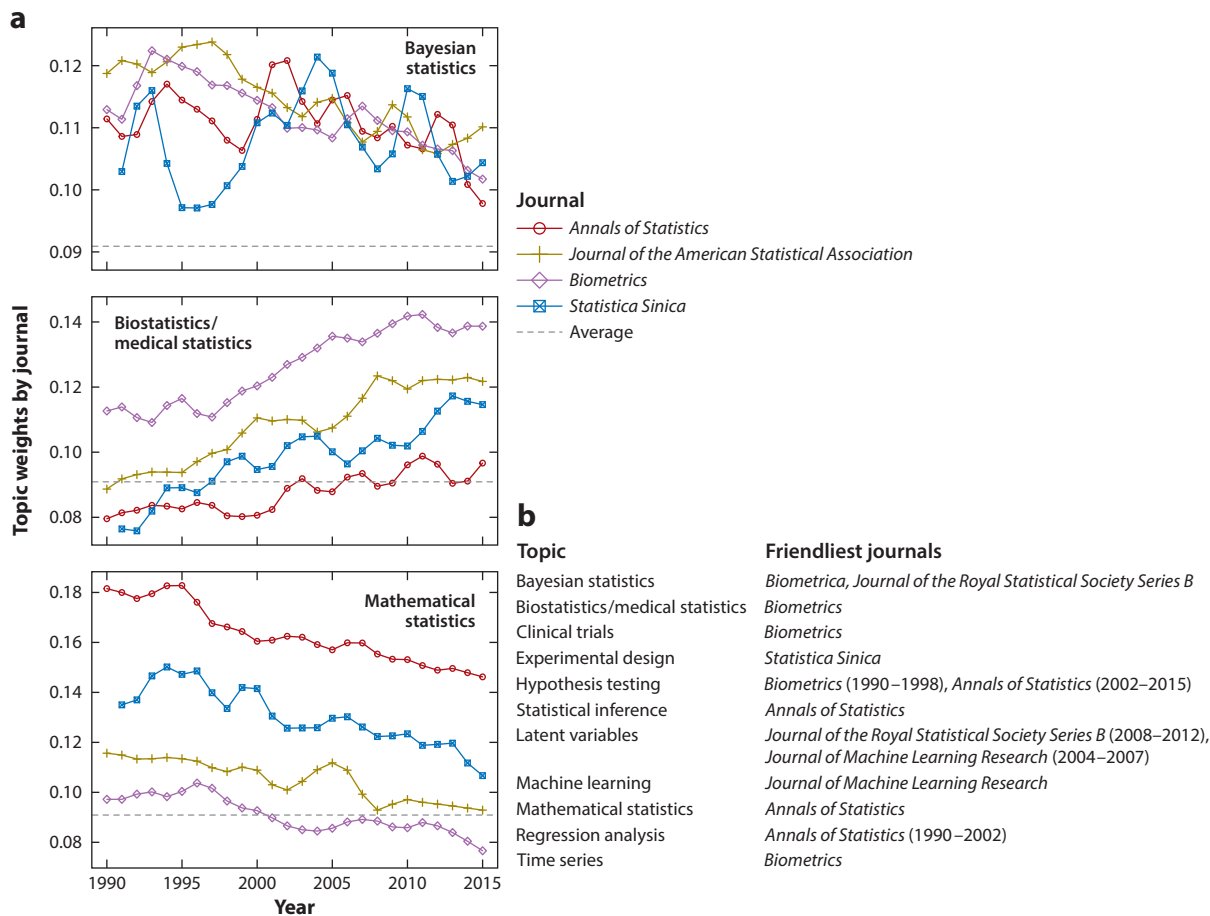 a
Bayesian
statistics
0.12
0.11
0.10
0.09
Journal
Annals of Statistics
Journal of the American Statistical Association
Biometrics
Statistica Sinica
Average
Topic weights by journal
Biostatistics/
medical statistics
0.14
0.12
0.10
0.08
Mathematical
statistics
0.18
0.16
0.14
0.12
0.10
0.08
1990 1995 2000 2005 2010 2015
Year
b
Topic Friendliest journals
Bayesian statistics Biometrica, Journal of the Royal Statistical Society Series B
Biostatistics/medical statistics Biometrics
Clinical trials Biometrics
Experimental design Statistica Sinica
Hypothesis testing Biometrics (1990–1998), Annals of Statistics (2002–2015)
Statistical inference Annals of Statistics
Latent variables Journal of the Royal Statistical Society Series B (2008–2012),
Journal of Machine Learning Research (2004–2007)
Machine learning Journal of Machine Learning Research
Mathematical statistics Annals of Statistics
Regression analysis Annals of Statistics (1990–2002)
Time series Biometrics